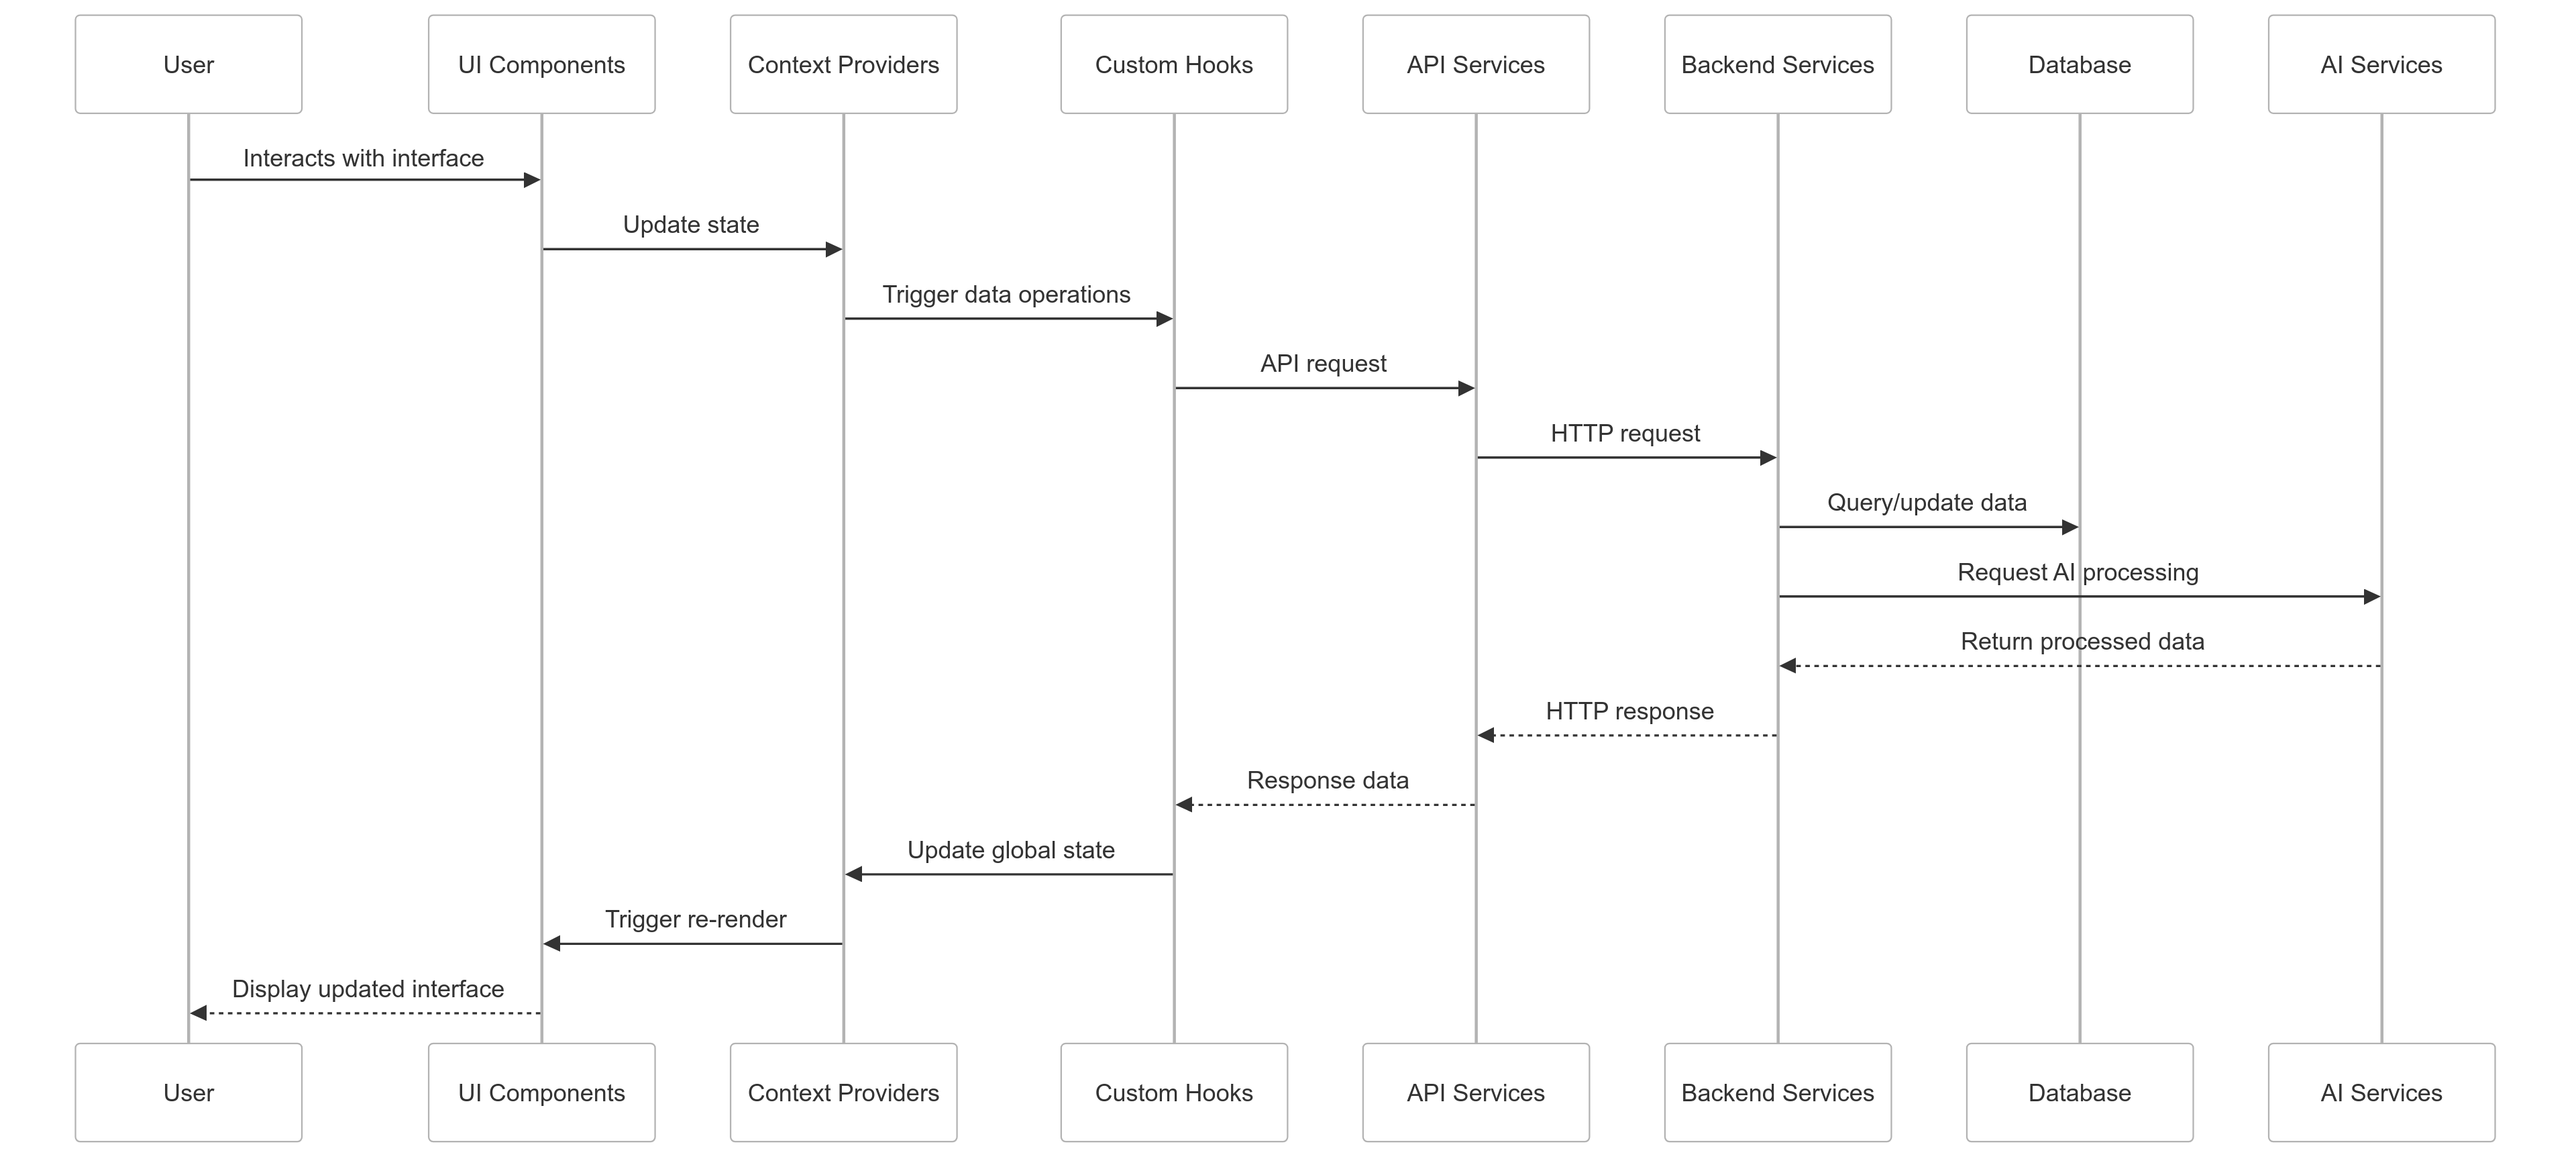 User
UI Components
Context Providers
Custom Hooks
API Services
Backend Services
Database
AI Services
Interacts with interface
Update state
Trigger data operations
API request
HTTP request
Query/update data
Request AI processing
Return processed data
HTTP response
Response data
Update global state
Trigger re-render
Display updated interface
User
UI Components
Context Providers
Custom Hooks
API Services
Backend Services
Database
AI Services